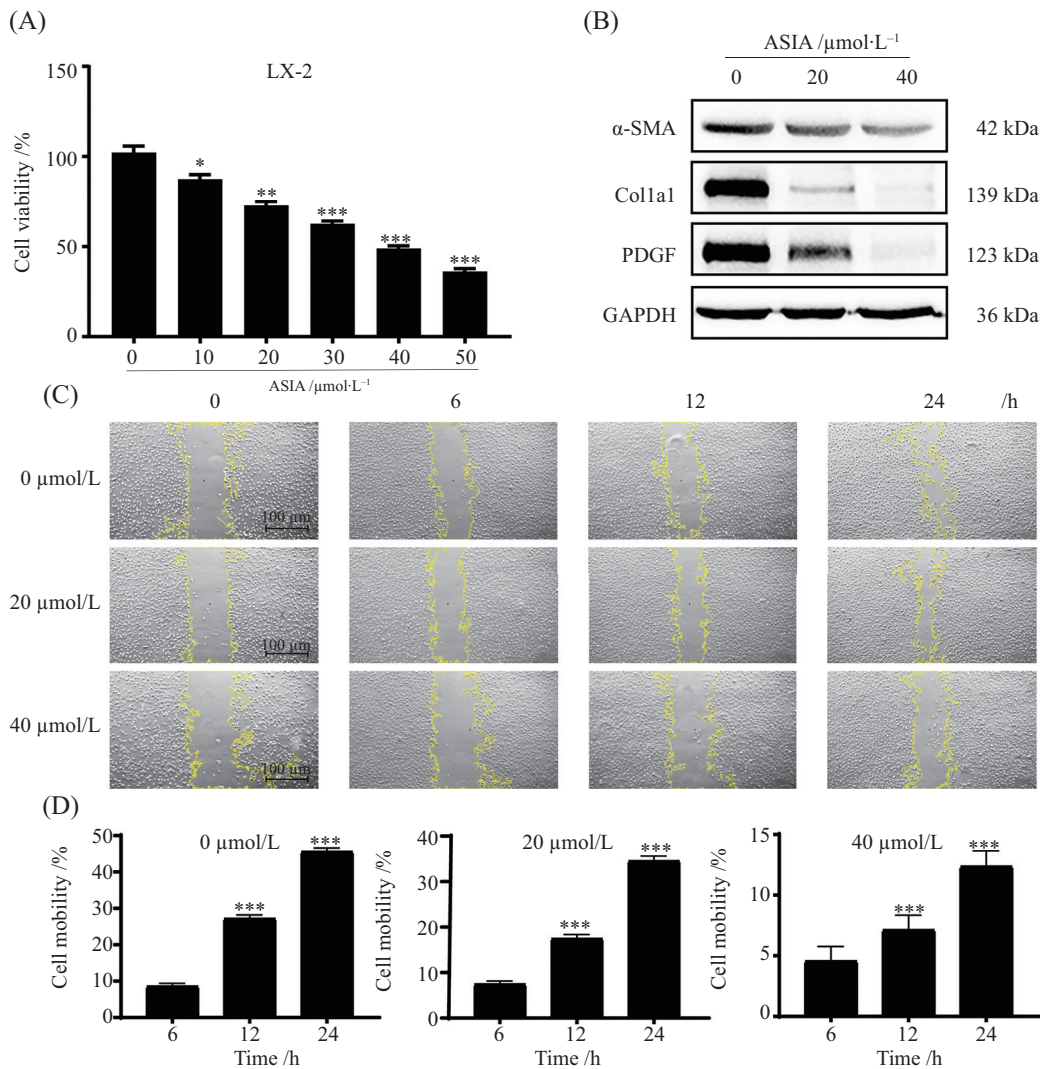 (A)
LX-2
Cell viability /%
150
100
50
0
*
**
***
***
***
0 10 20 30 40 50
ASIA /µmol·L⁻¹
(B)
ASIA /µmol·L⁻¹
0 20 40
α-SMA 42 kDa
Col1a1 139 kDa
PDGF 123 kDa
GAPDH 36 kDa
(C)
0 6 12 24 /h
0 µmol/L
100 µm
20 µmol/L
100 µm
40 µmol/L
100 µm
(D)
0 µmol/L
Cell mobility /%
50
40
30
20
10
0
***
***
6 12 24
Time /h
20 µmol/L
Cell mobility /%
40
30
20
10
0
***
***
6 12 24
Time /h
40 µmol/L
Cell mobility /%
15
10
5
0
***
***
6 12 24
Time /h